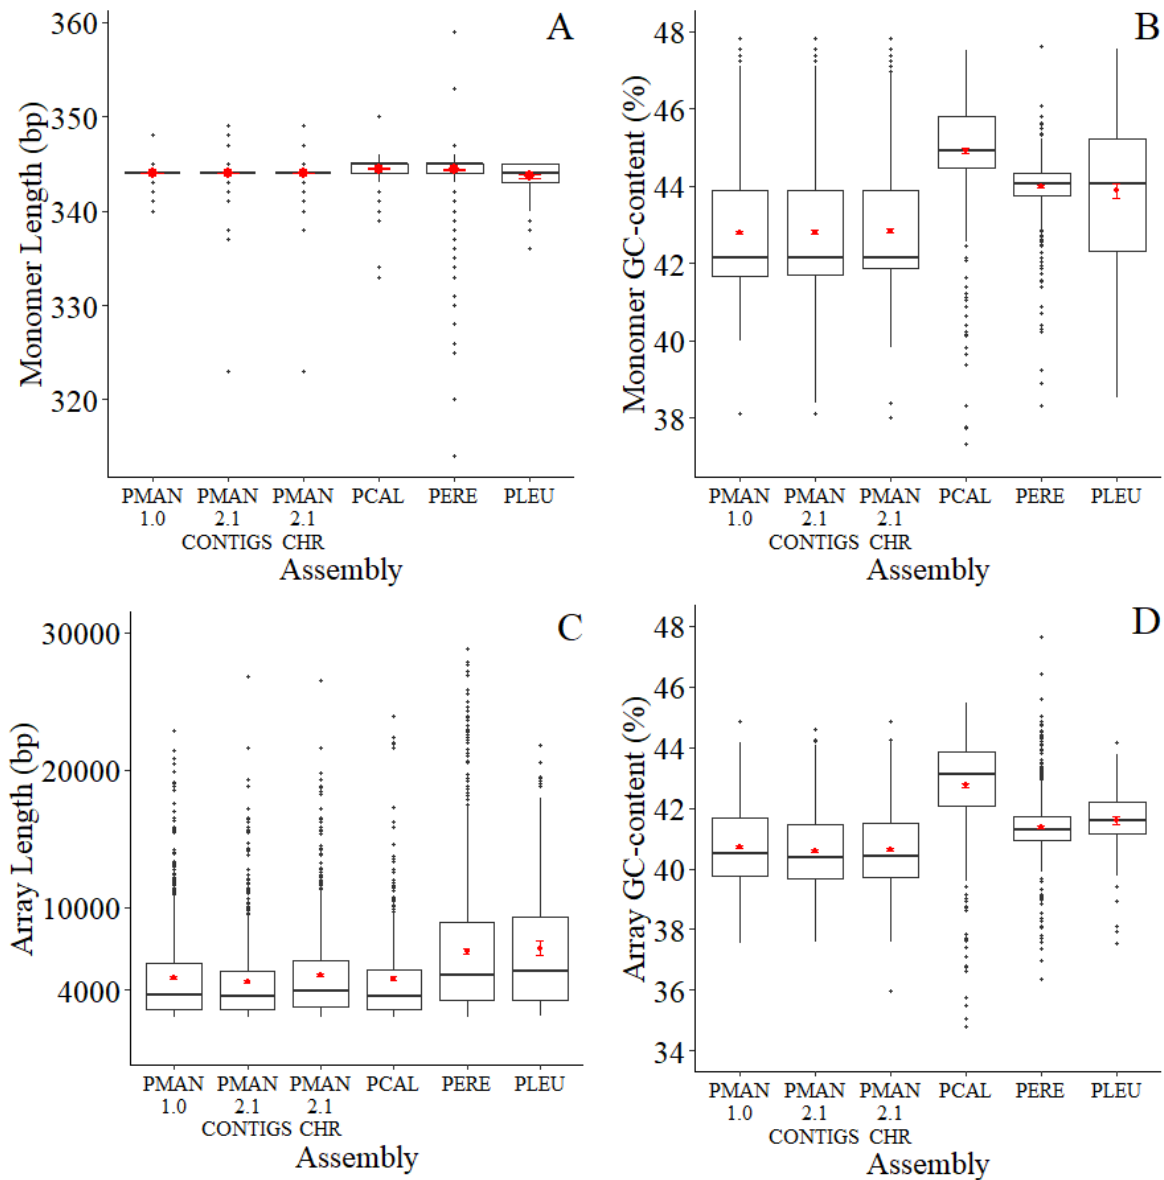 A
Monomer Length (bp)
360
350
340
330
320
PMAN PMAN PMAN PCAL PERE PLEU
1.0 2.1 2.1
CONTIGS CHR
Assembly
B
Monomer GC-content (%)
48
46
44
42
40
38
PMAN PMAN PMAN PCAL PERE PLEU
1.0 2.1 2.1
CONTIGS CHR
Assembly
C
Array Length (bp)
30000
20000
10000
4000
PMAN PMAN PMAN PCAL PERE PLEU
1.0 2.1 2.1
CONTIGS CHR
Assembly
D
Array GC-content (%)
48
46
44
42
40
38
36
34
PMAN PMAN PMAN PCAL PERE PLEU
1.0 2.1 2.1
CONTIGS CHR
Assembly